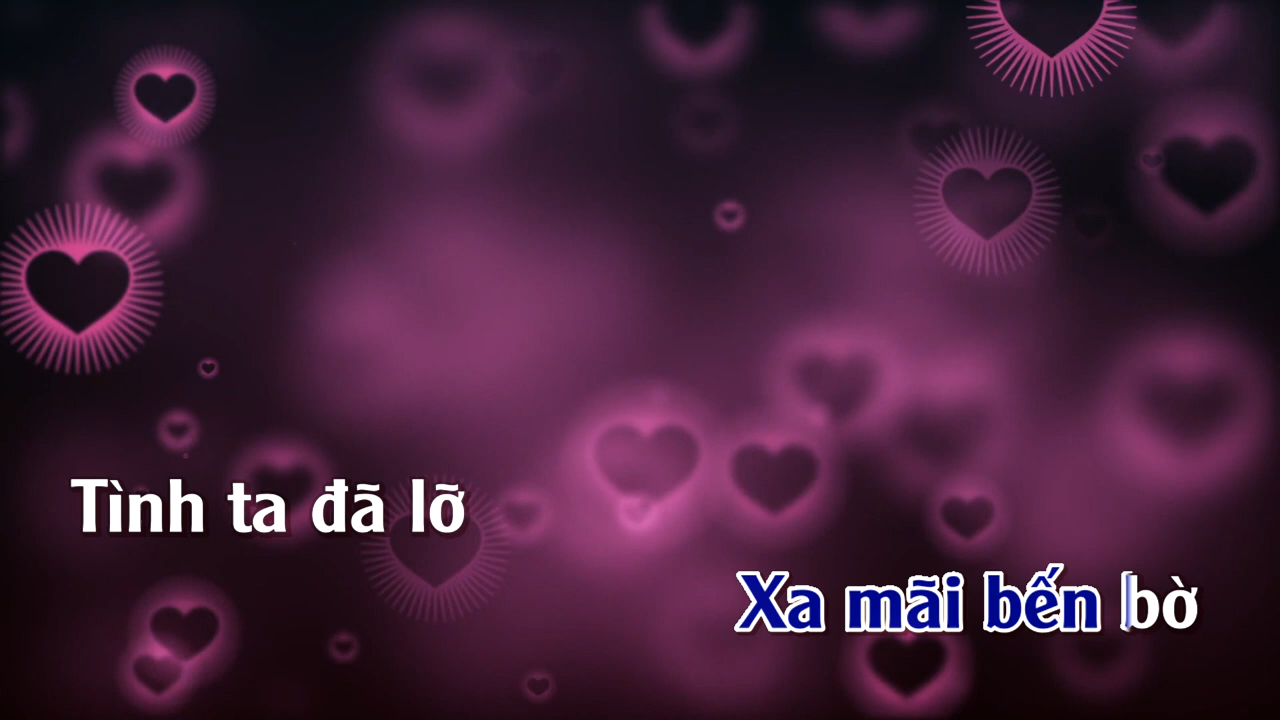 Tình ta đã lỡ
Xa mãi bến bờ